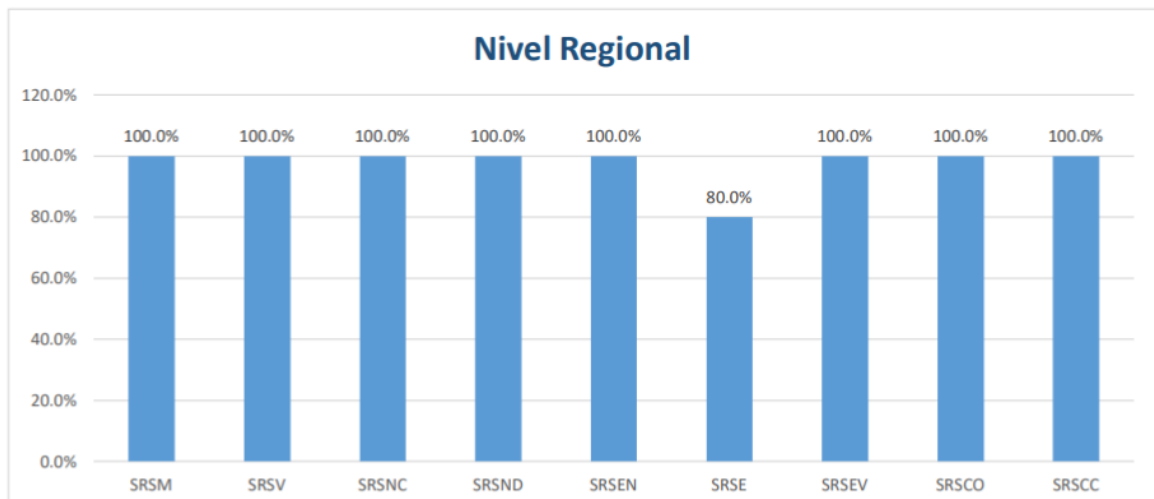 Nivel Regional
120.0%
100.0% 100.0% 100.0% 100.0% 100.0% 100.0% 100.0% 100.0%
100.0%
80.0%
80.0%
60.0%
40.0%
20.0%
0.0%
SRSM SRSV SRSNC SRSND SRSEN SRSE SRSEV SRSCO SRSCC